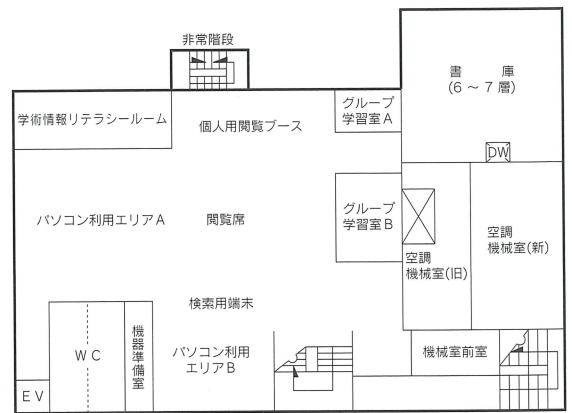 非常階段
書　庫
(6～7層)
学術情報リテラシールーム
個人用閲覧ブース
グループ
学習室A
DW
パソコン利用エリアA
閲覧席
グループ
学習室B
空調
機械室(旧)
空調
機械室(新)
検索用端末
WC
機器準備室
パソコン利用
エリアB
機械室前室
EV